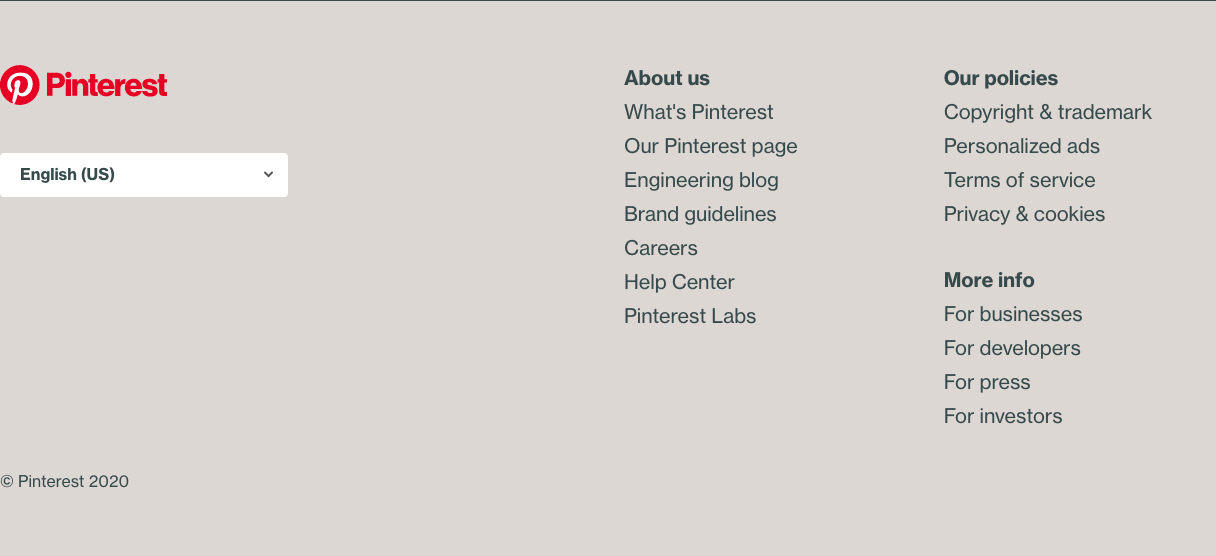 Pinterest
English (US)
About us
What's Pinterest
Our Pinterest page
Engineering blog
Brand guidelines
Careers
Help Center
Pinterest Labs
Our policies
Copyright & trademark
Personalized ads
Terms of service
Privacy & cookies
More info
For businesses
For developers
For press
For investors
© Pinterest 2020